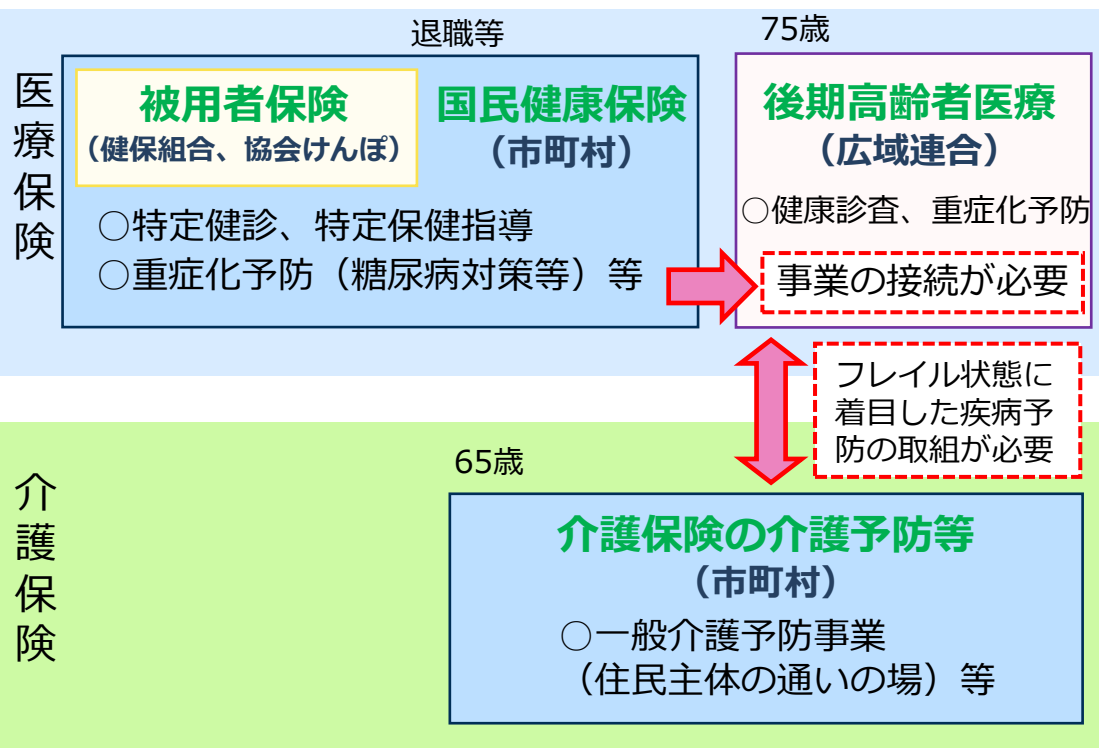 退職等
75歳
医療保険
被用者保険
(健保組合、協会けんぽ)
国民健康保険
(市町村)
○特定健診、特定保健指導
○重症化予防(糖尿病対策等)等
後期高齢者医療
(広域連合)
○健康診査、重症化予防
事業の接続が必要
フレイル状態に
着目した疾病予
防の取組が必要
介護保険
65歳
介護保険の介護予防等
(市町村)
○一般介護予防事業
(住民主体の通いの場)等